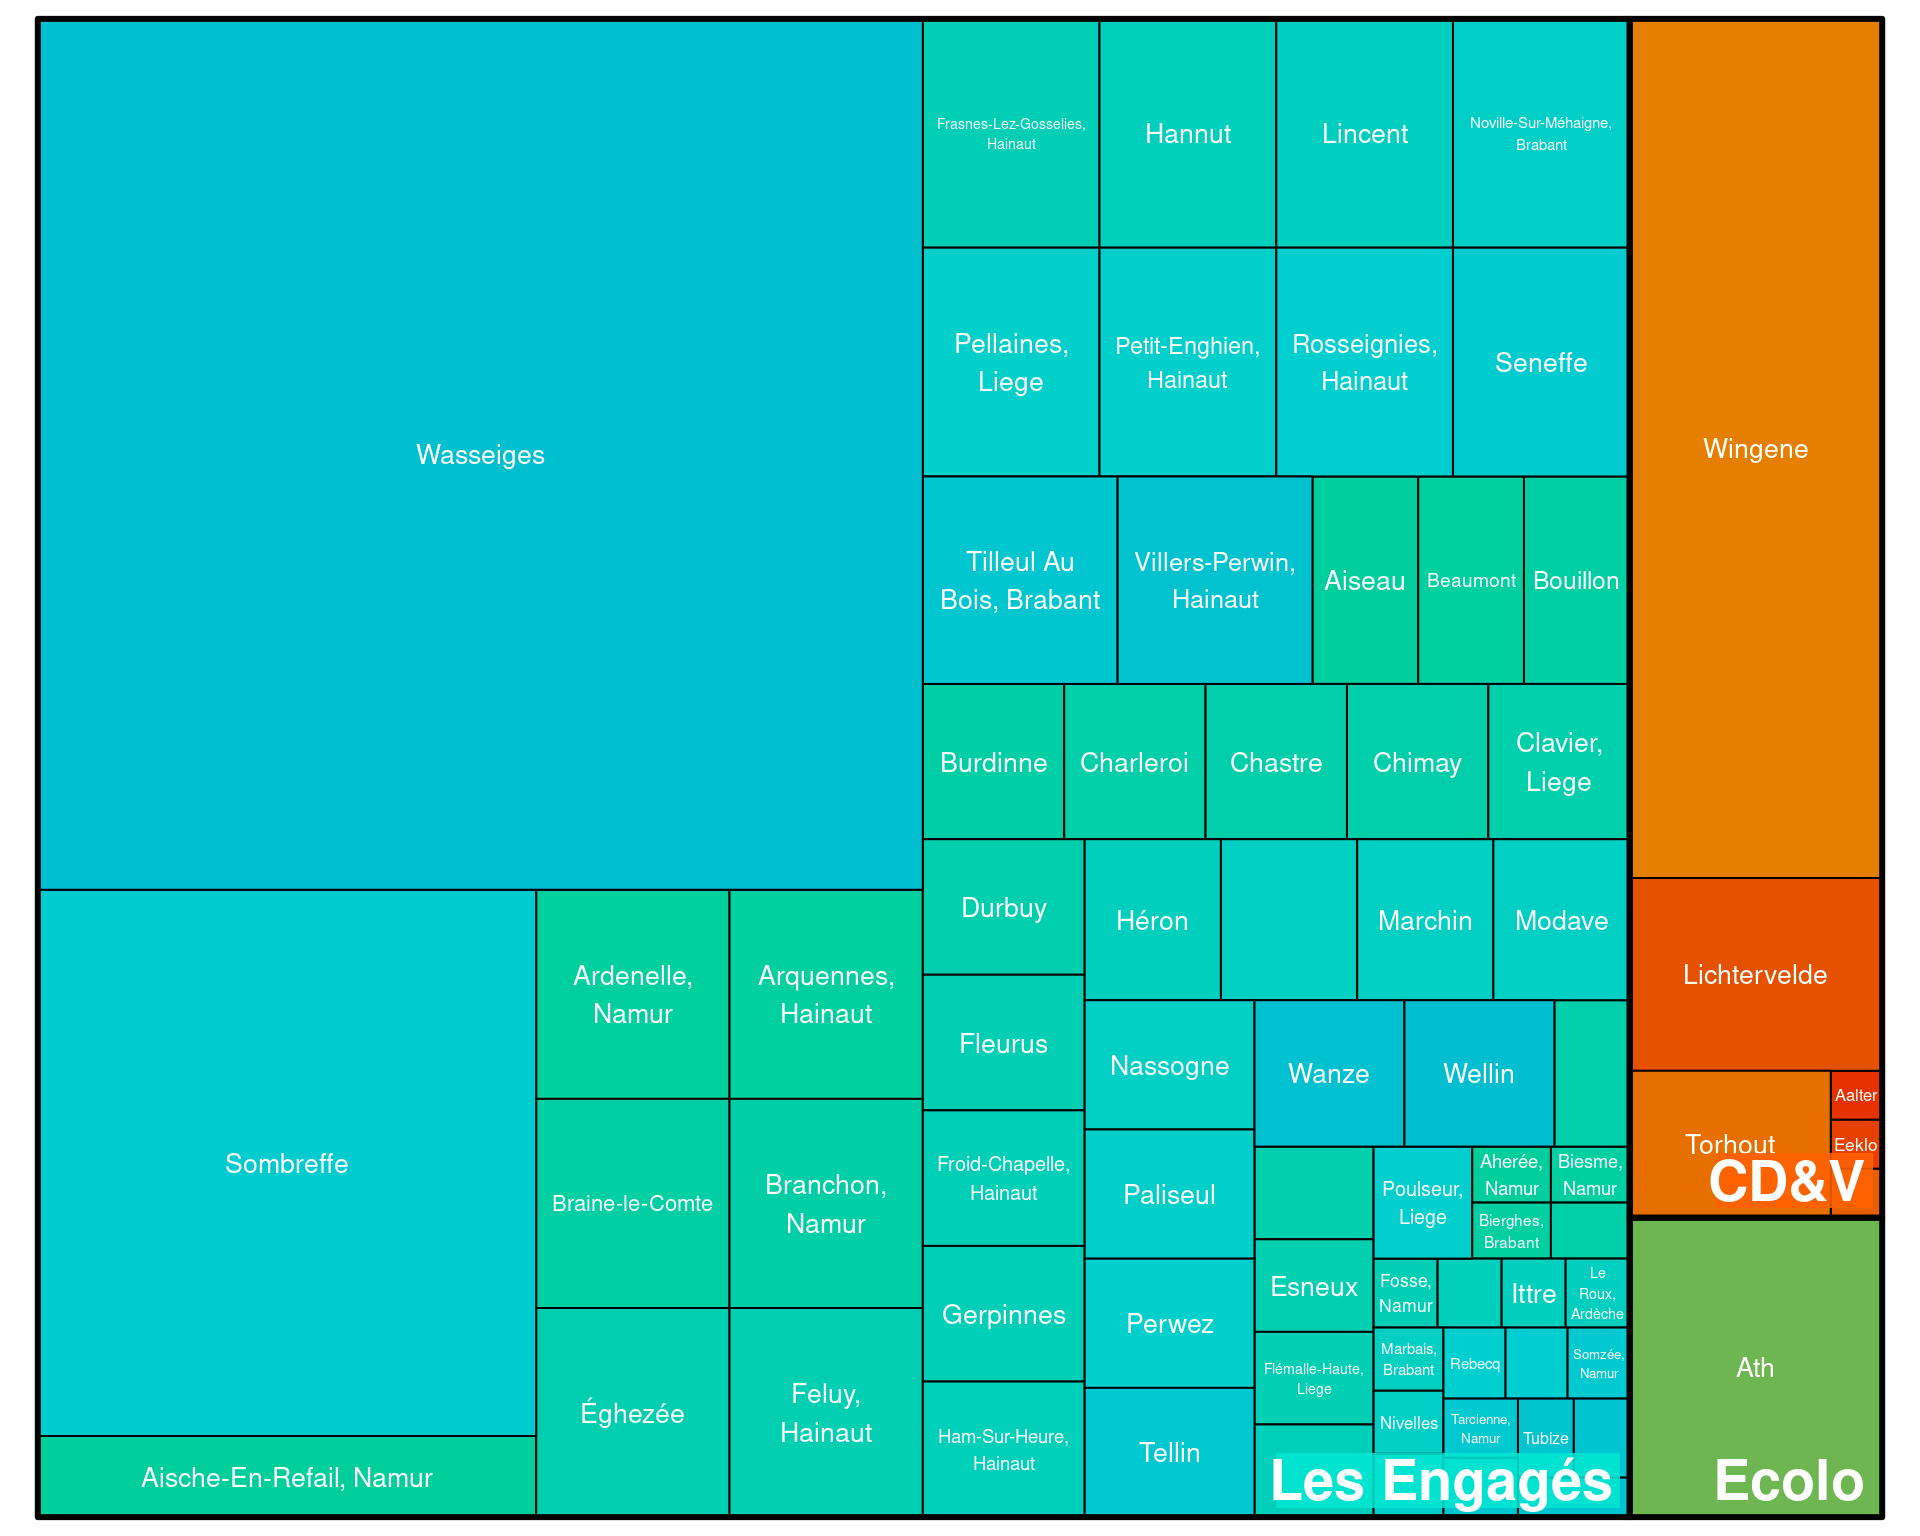 Wasseiges
Sombreffe
Aische-En-Refail, Namur
Ardenelle,
Namur
Arquennes,
Hainaut
Braine-le-Comte
Branchon,
Namur
Éghezée
Feluy,
Hainaut
Frasnes-Lez-Gosselies,
Hainaut
Hannut
Lincent
Noville-Sur-Méhaigne,
Brabant
Pellaines,
Liege
Petit-Enghien,
Hainaut
Rosseignies,
Hainaut
Seneffe
Tilleul Au
Bois, Brabant
Villers-Perwin,
Hainaut
Aiseau
Beaumont
Bouillon
Burdinne
Charleroi
Chastre
Chimay
Clavier,
Liege
Durbuy
Fleurus
Froid-Chapelle,
Hainaut
Gerpinnes
Ham-Sur-Heure,
Hainaut
Héron
Marchin
Modave
Nassogne
Paliseul
Perwez
Tellin
Wanze
Wellin
Esneux
Flémalle-Haute,
Liege
Poulseur,
Liege
Aherée,
Namur
Biesme,
Namur
Bierghes,
Brabant
Fosse,
Namur
Ittre
Le
Roux,
Ardèche
Marbais,
Brabant
Nivelles
Rebecq
Somzée,
Namur
Tarcienne,
Namur
Tubize
Les Engagés
Wingene
Lichtervelde
Torhout
Aalter
Eeklo
CD&V
Ath
Ecolo